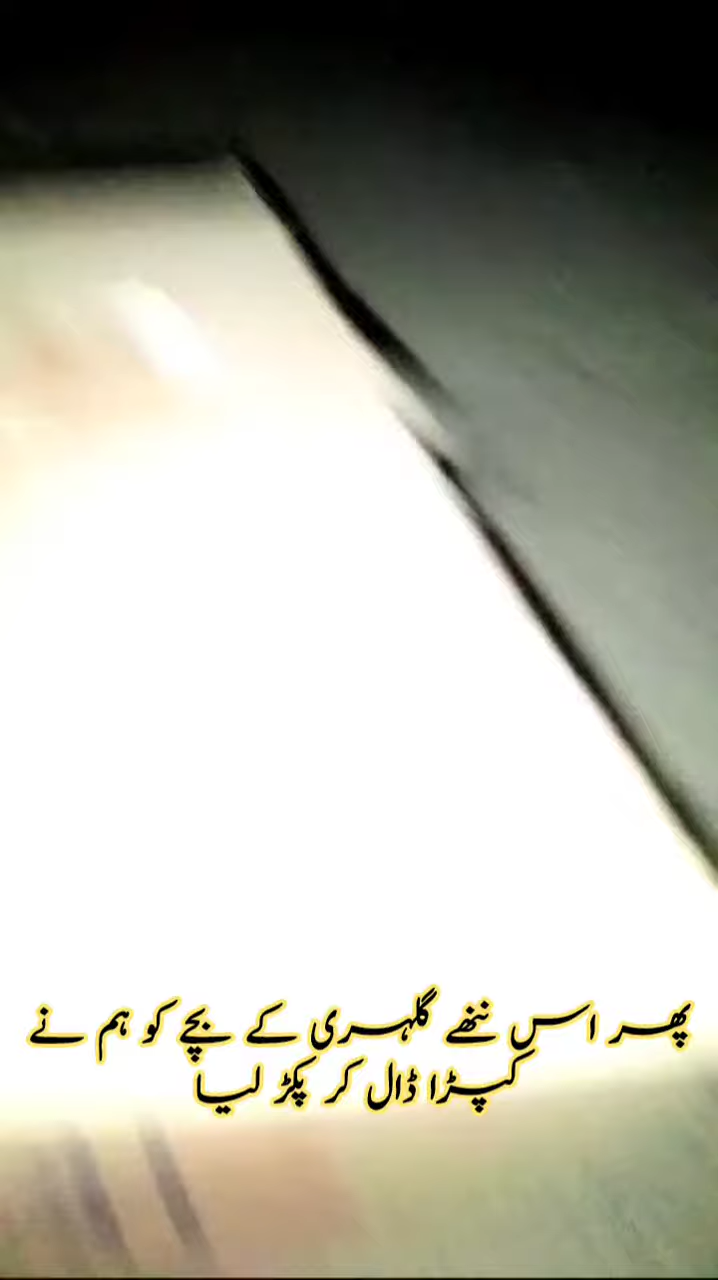 پھر اس ننھے گلہری کے بچے کو ہم نے
کپڑا ڈال کر پکڑ لیا